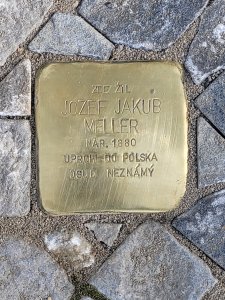 ZDE ŽIL
JOZEF JAKUB
MELLER
NAR. 1880
UPRCHL DO POLSKA
OSUD NEZNÁMÝ